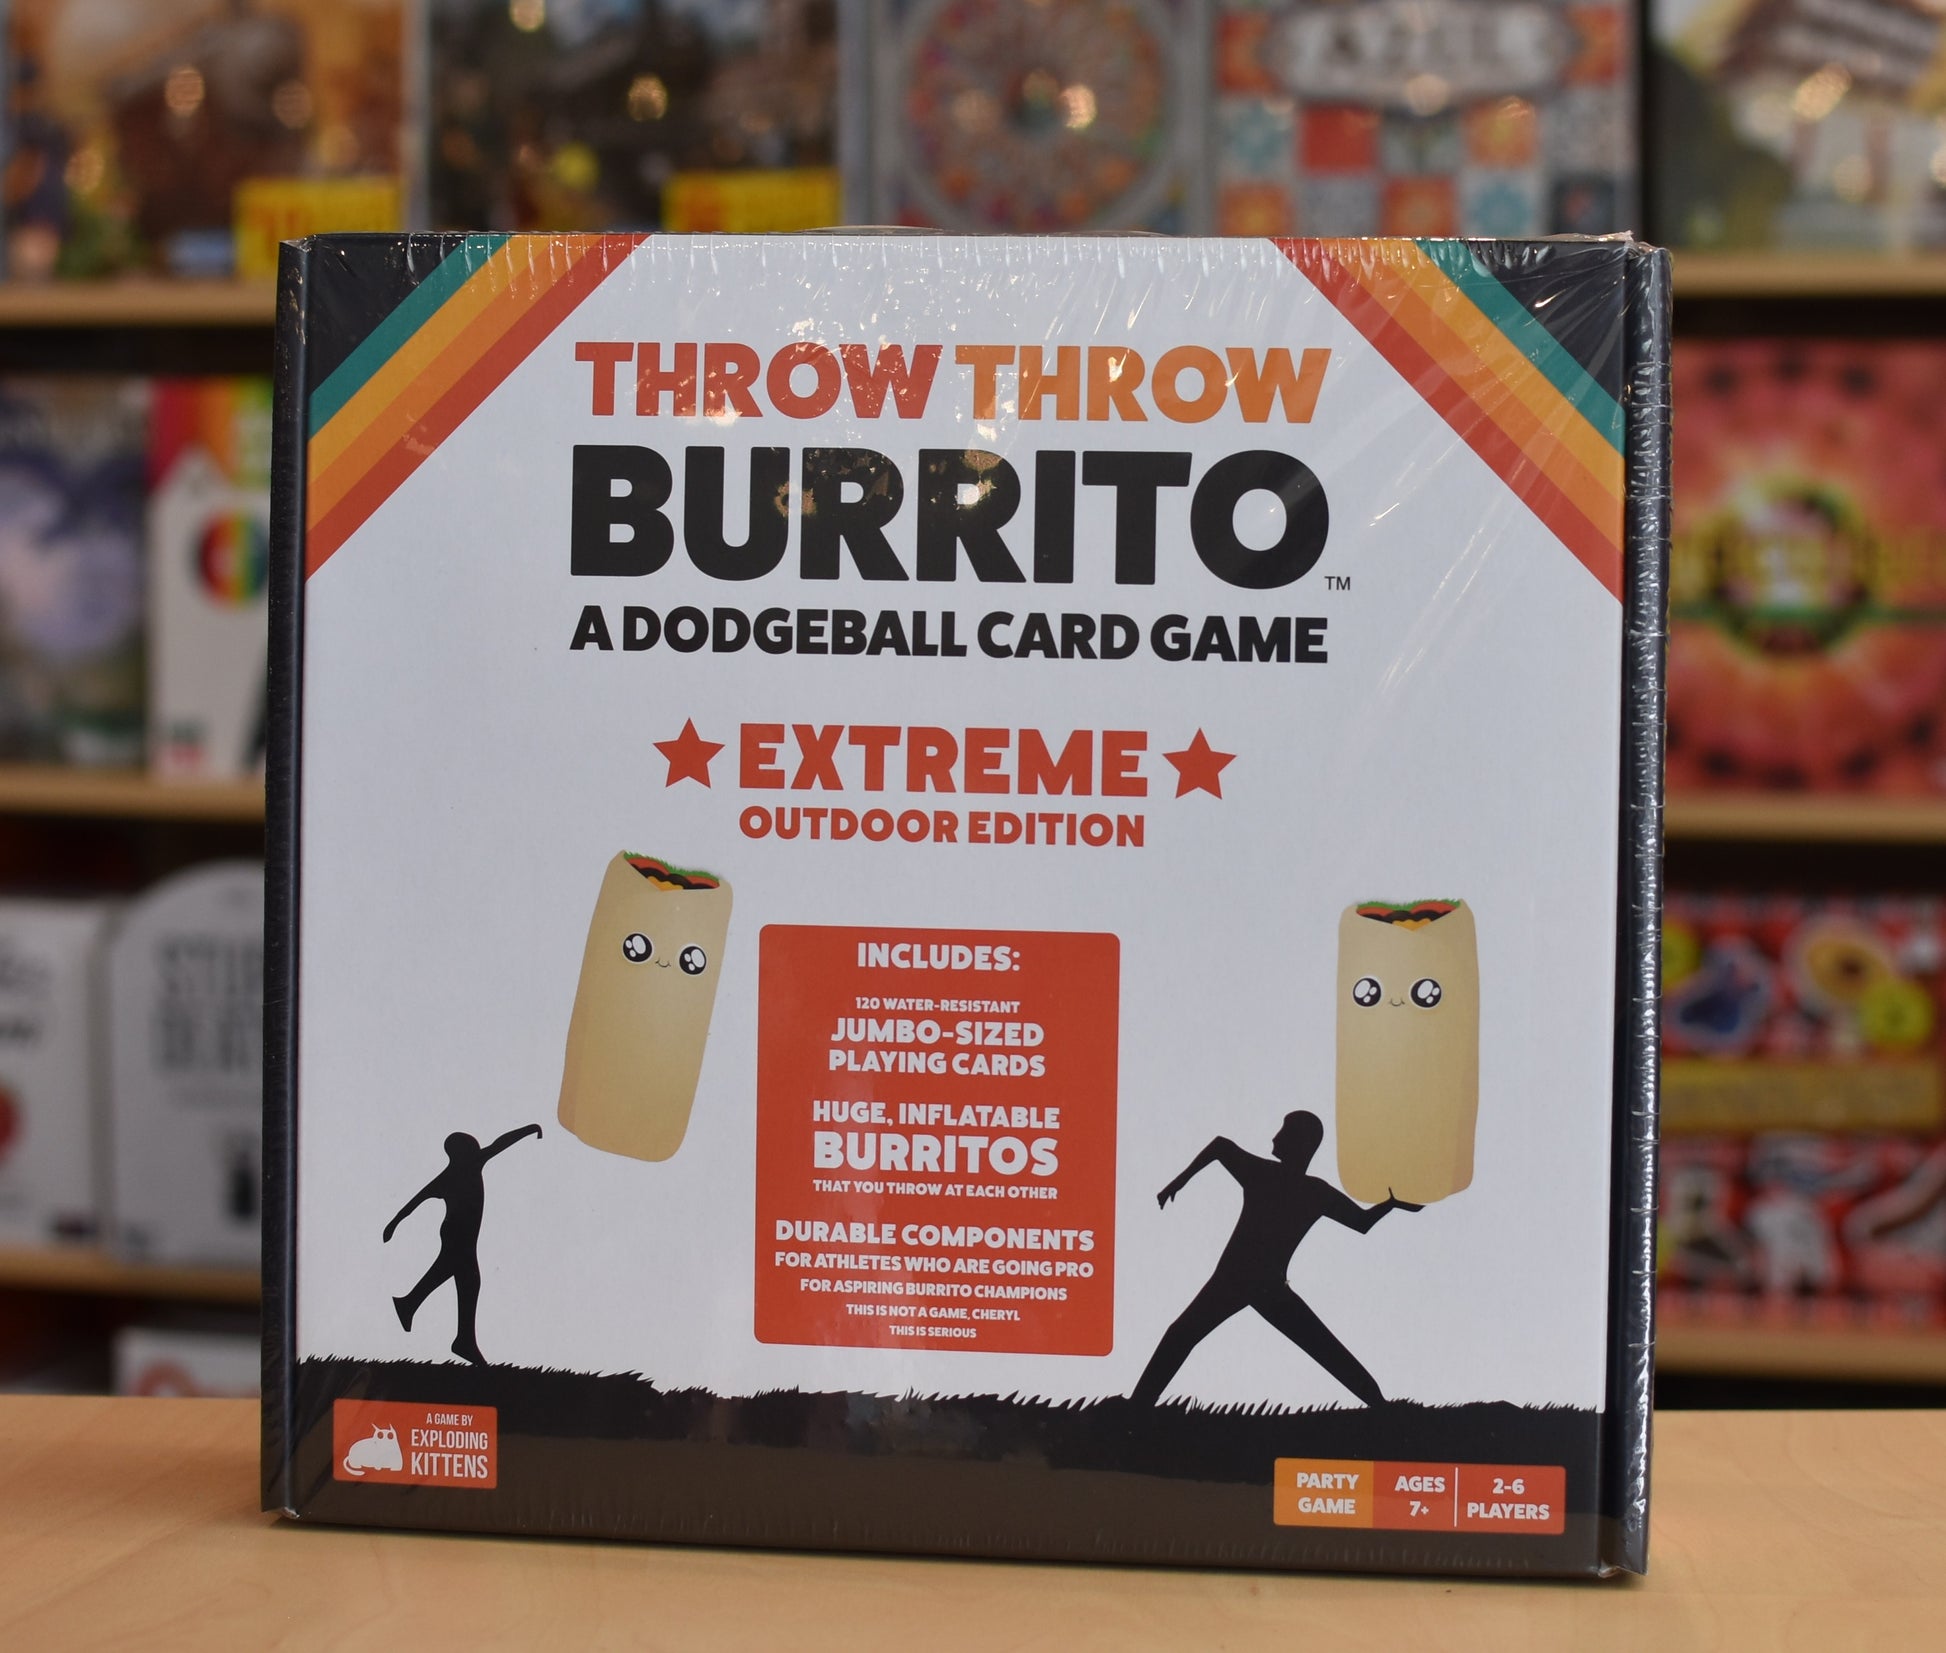 AZUL
THROW THROW
BURRITO
TM
A DODGEBALL CARD GAME
EXTREME
OUTDOOR EDITION
INCLUDES:
120 WATER-RESISTANT
JUMBO-SIZED
PLAYING CARDS
HUGE, INFLATABLE
BURRITOS
THAT YOU THROW AT EACH OTHER
DURABLE COMPONENTS
FOR ATHLETES WHO ARE GOING PRO
FOR ASPIRING BURRITO CHAMPIONS
THIS IS NOT A GAME, CHERYL
THIS IS SERIOUS
A GAME BY
EXPLODING
KITTENS
PARTY
GAME
AGES
7+
2-6
PLAYERS